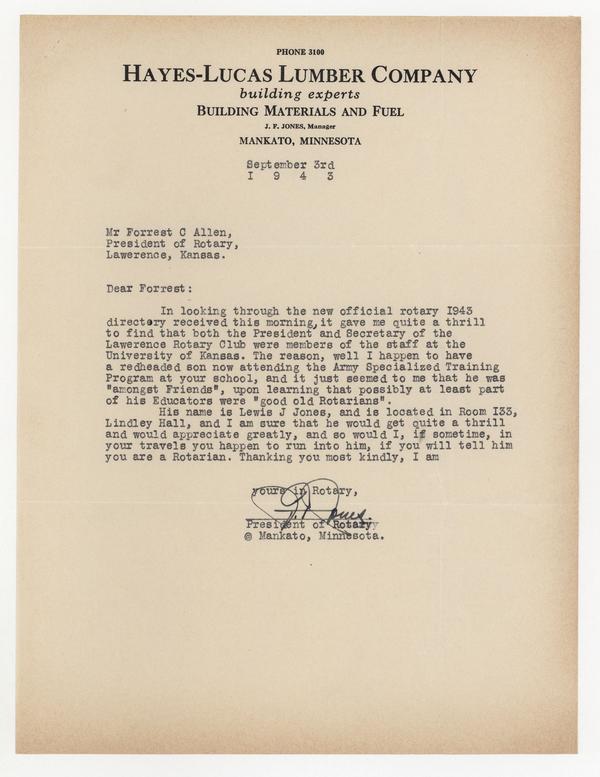 PHONE 3100
HAYES-LUCAS LUMBER COMPANY
building experts
BUILDING MATERIALS AND FUEL
J. F. JONES, Manager
MANKATO, MINNESOTA
September 3rd
I 9 4 3
Mr Forrest C Allen,
President of Rotary,
Lawerence, Kansas.
Dear Forrest:
In looking through the new official rotary I943
directory received this morning, it gave me quite a thrill
to find that both the President and Secretary of the
Lawerence Rotary Club were members of the staff at the
University of Kansas. The reason, well I happen to have
a redheaded son now attending the Army Specialized Training
Program at your school, and it just seemed to me that he was
"amongst Friends", upon learning that possibly at least part
of his Educators were "good old Rotarians".
His name is Lewis J Jones, and is located in Room I33,
Lindley Hall, and I am sure that he would get quite a thrill
and would appreciate greatly, and so would I, if sometime, in
your travels you happen to run into him, if you will tell him
you are a Rotarian. Thanking you most kindly, I am
yours in Rotary,
J. F. Jones.
President of Rotary
@ Mankato, Minnesota.